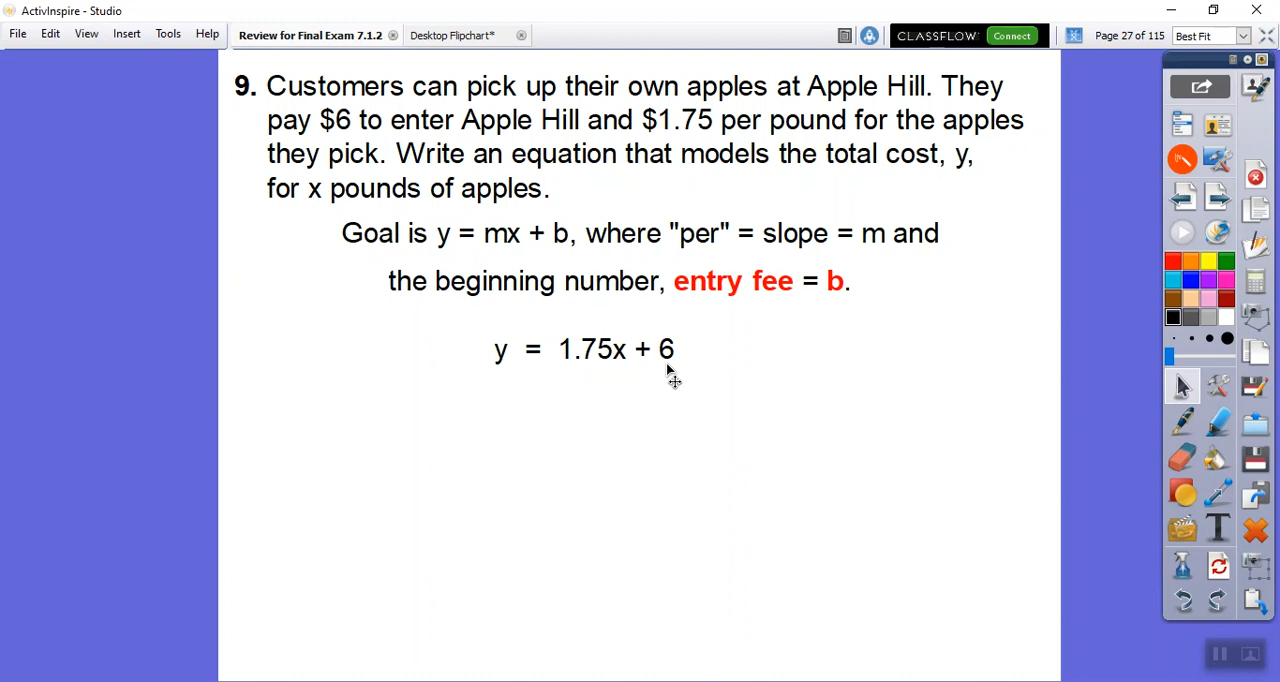 ActivInspire - Studio
File Edit View Insert Tools Help
Review for Final Exam 7.1.2
Desktop Flipchart*
CLASSFLOW
Connect
Page 27 of 115
Best Fit
9. Customers can pick up their own apples at Apple Hill. They
pay $6 to enter Apple Hill and $1.75 per pound for the apples
they pick. Write an equation that models the total cost, y,
for x pounds of apples.
Goal is y = mx + b, where "per" = slope = m and
the beginning number, entry fee = b.
y = 1.75x + 6